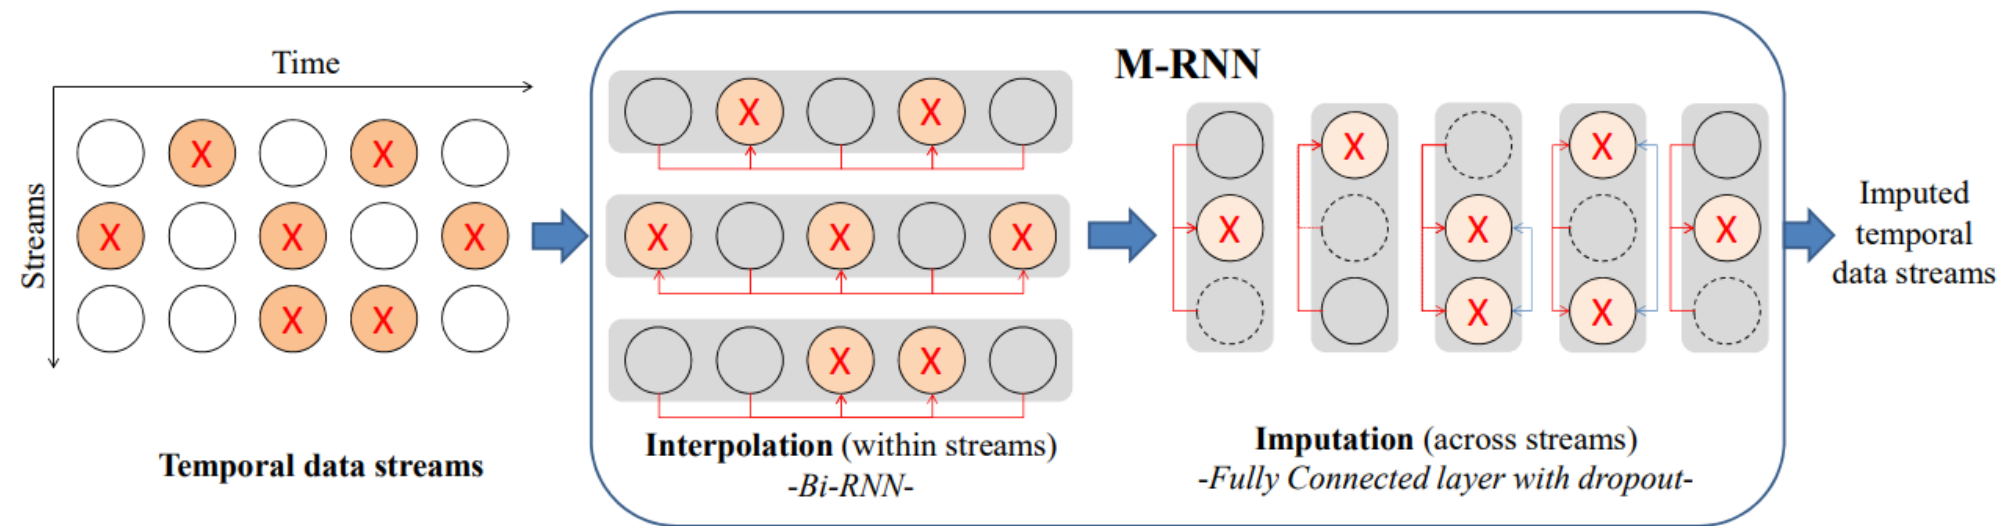 Time
Streams
X X
X X X
X X
Temporal data streams
M-RNN
X X
X X X
X X
Interpolation (within streams)
-Bi-RNN-
X X
X X X
X X
Imputation (across streams)
-Fully Connected layer with dropout-
Imputed
temporal
data streams